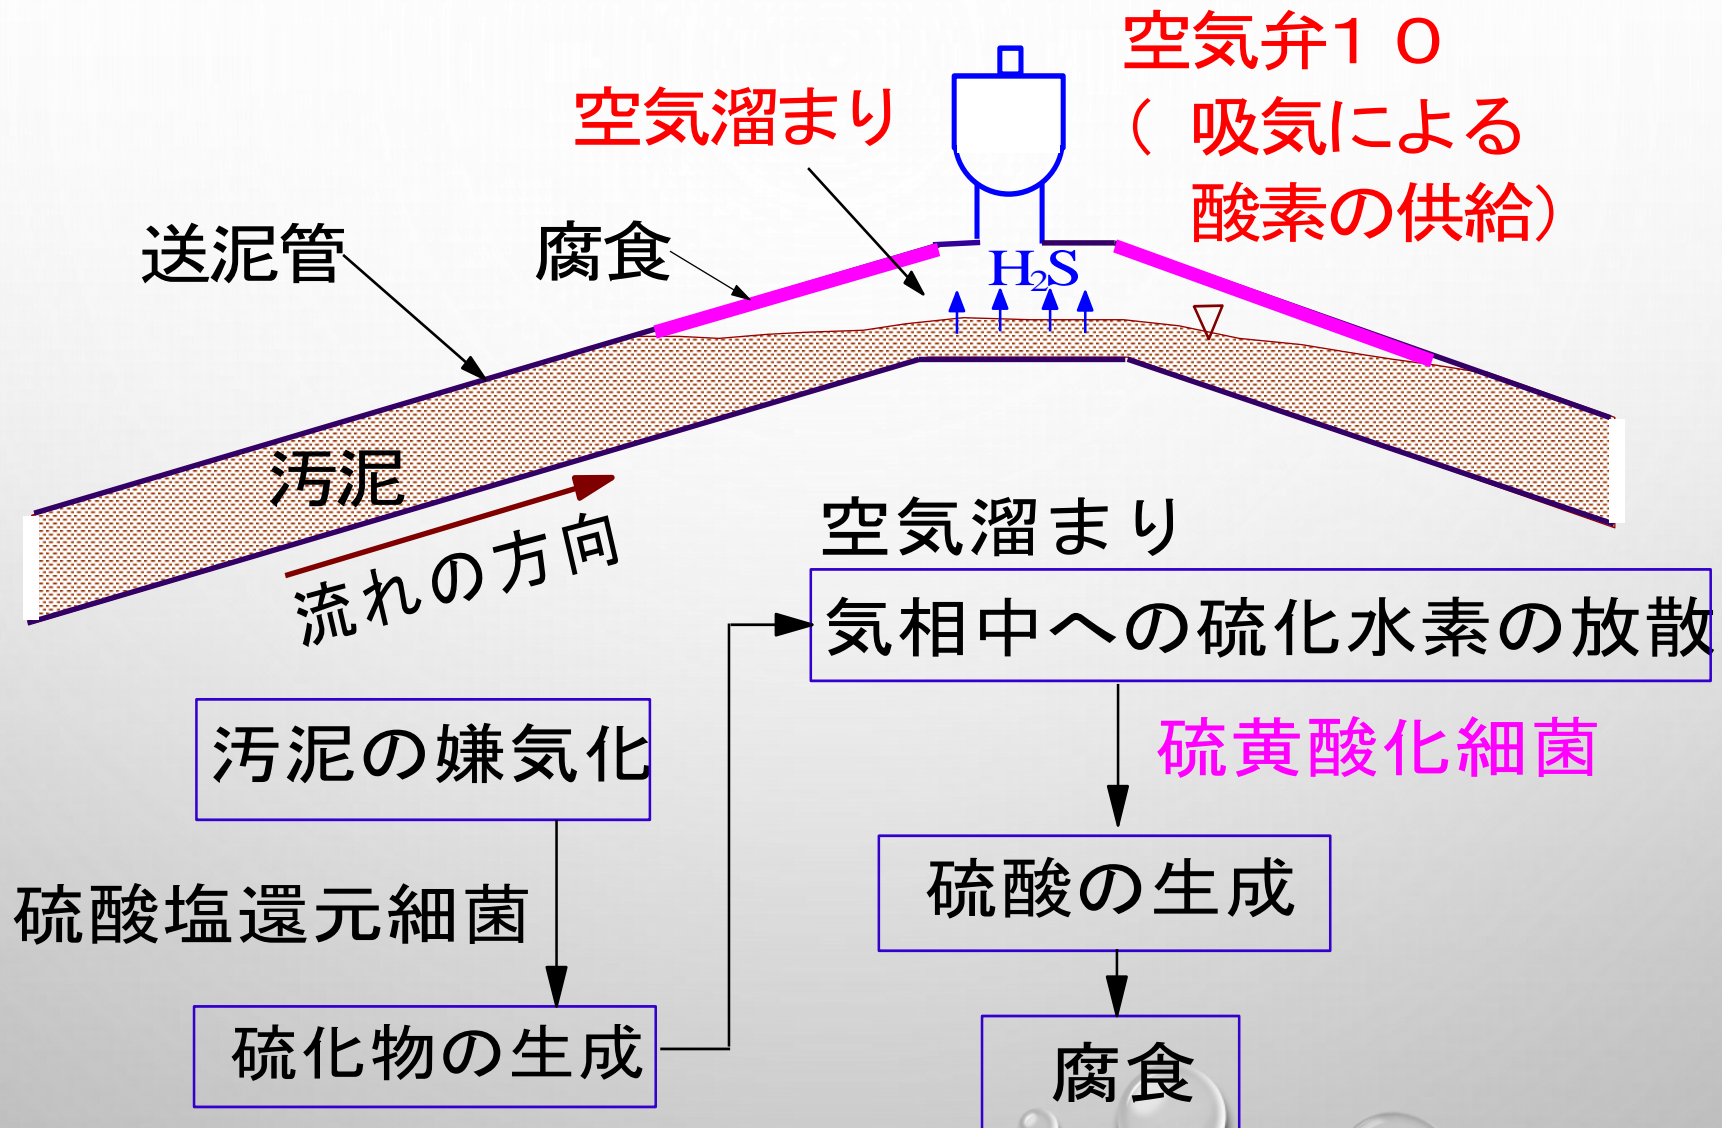 空気弁１０
（ 吸気による
酸素の供給）
空気溜まり
送泥管
腐食
H2S
汚泥
流れの方向
空気溜まり
気相中への硫化水素の放散
汚泥の嫌気化
硫黄酸化細菌
硫酸塩還元細菌
硫酸の生成
硫化物の生成
腐食